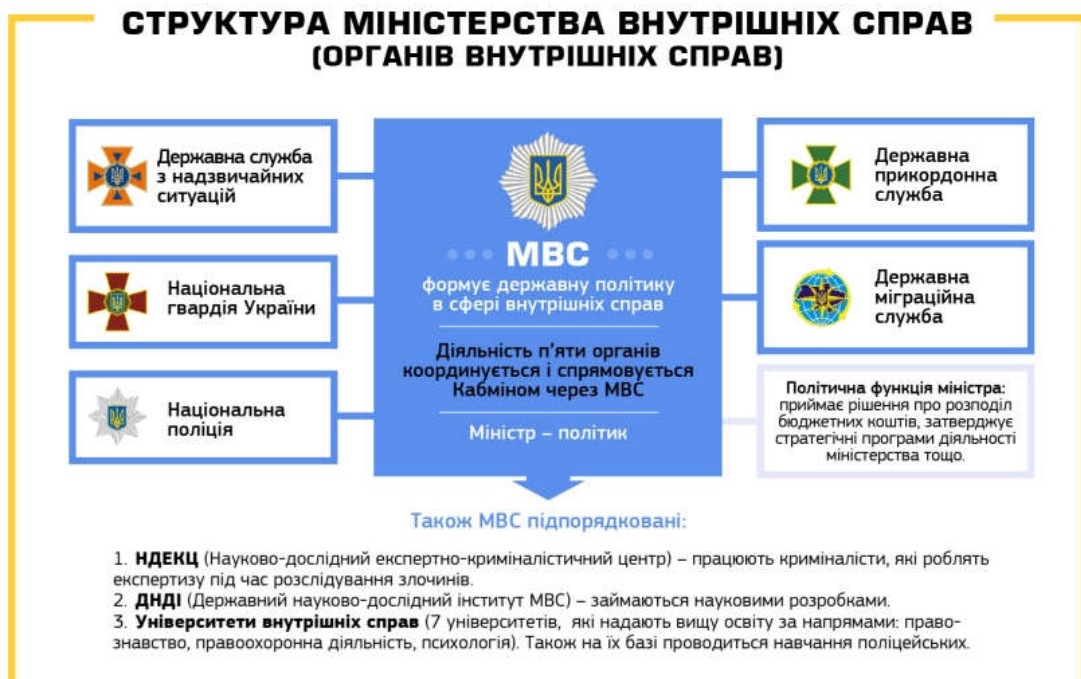 СТРУКТУРА МІНІСТЕРСТВА ВНУТРІШНІХ СПРАВ
(ОРГАНІВ ВНУТРІШНІХ СПРАВ)
Державна служба
з надзвичайних
ситуацій
Національна
гвардія України
Національна
поліція
МВС
формує державну політику
в сфері внутрішніх справ
Діяльність п'яти органів
координується і спрямовується
Кабміном через МВС
Міністр – політик
Державна
прикордонна
служба
Державна
міграційна
служба
Політична функція міністра:
приймає рішення про розподіл
бюджетних коштів, затверджує
стратегічні програми діяльності
міністерства тощо.
Також МВС підпорядковані:
1. НДЕКЦ (Науково-дослідний експертно-криміналістичний центр) – працюють криміналісти, які роблять
експертизу під час розслідування злочинів.
2. ДНДІ (Державний науково-дослідний інститут МВС) – займаються науковими розробками.
3. Університети внутрішніх справ (7 університетів, які надають вищу освіту за напрямами: право-
знавство, правоохоронна діяльність, психологія). Також на їх базі проводиться навчання поліцейських.